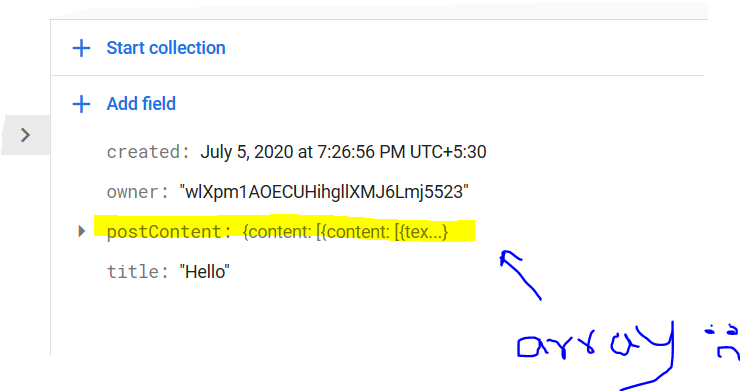 + Start collection
+ Add field
created: July 5, 2020 at 7:26:56 PM UTC+5:30
owner: "wlXpm1AOECUHihgllXMJ6Lmj5523"
postContent: {content: [{content: [{tex...}
title: "Hello"
array